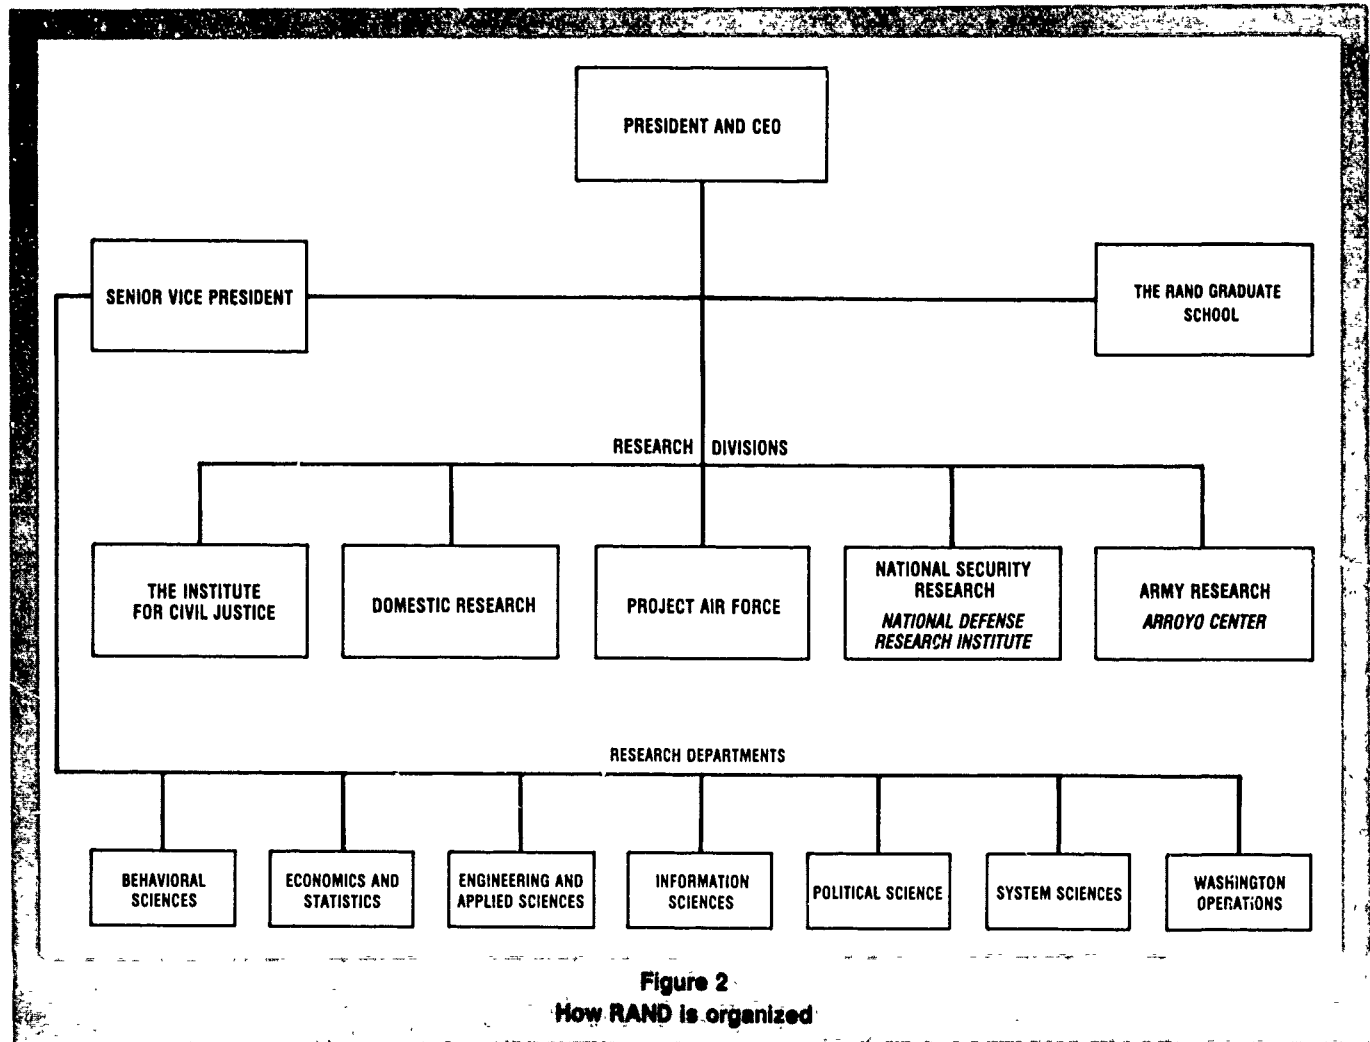 PRESIDENT AND CEO
SENIOR VICE PRESIDENT
THE RAND GRADUATE
SCHOOL
RESEARCH DIVISIONS
THE INSTITUTE
FOR CIVIL JUSTICE
DOMESTIC RESEARCH
PROJECT AIR FORCE
NATIONAL SECURITY
RESEARCH
NATIONAL DEFENSE
RESEARCH INSTITUTE
ARMY RESEARCH
ARROYO CENTER
RESEARCH DEPARTMENTS
BEHAVIORAL
SCIENCES
ECONOMICS AND
STATISTICS
ENGINEERING AND
APPLIED SCIENCES
INFORMATION
SCIENCES
POLITICAL SCIENCE
SYSTEM SCIENCES
WASHINGTON
OPERATIONS
Figure 2
How RAND is organized